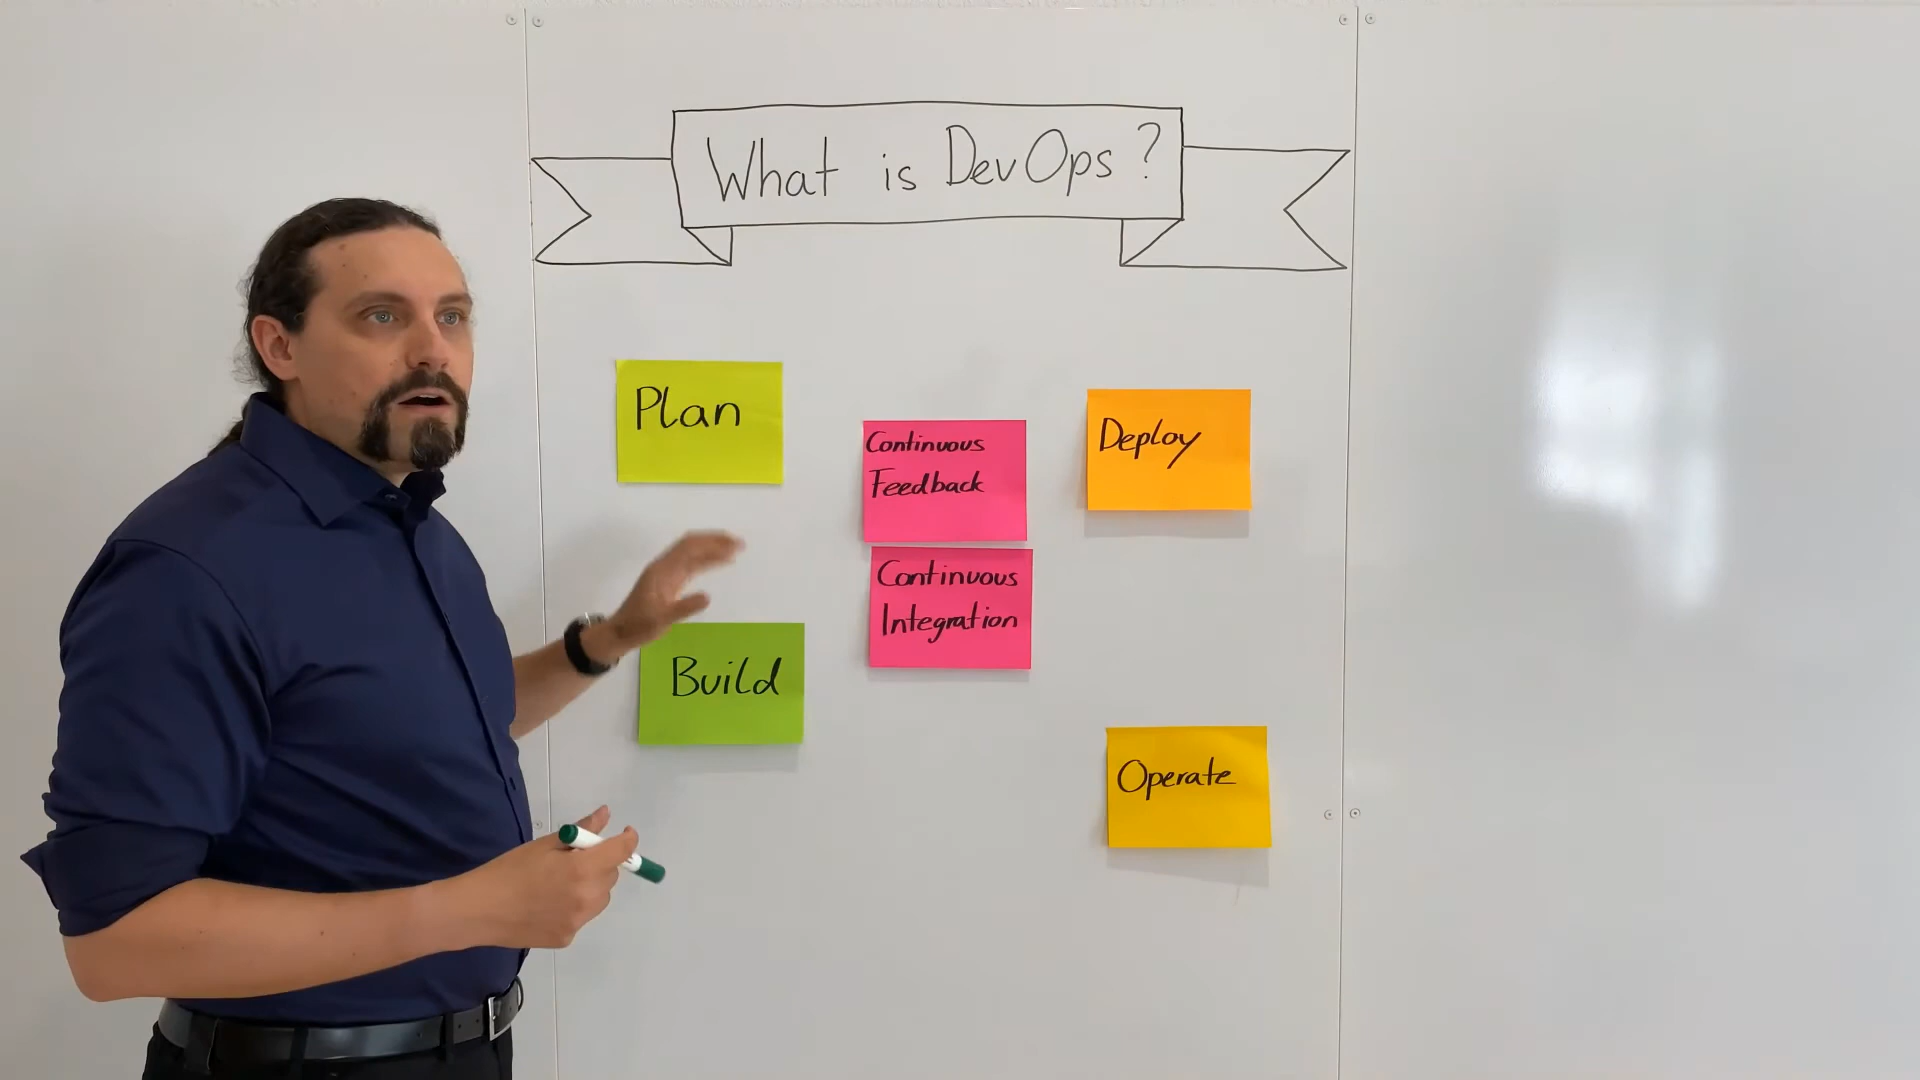 What is DevOps?
Plan
Continuous
Feedback
Deploy
Continuous
Integration
Build
Operate